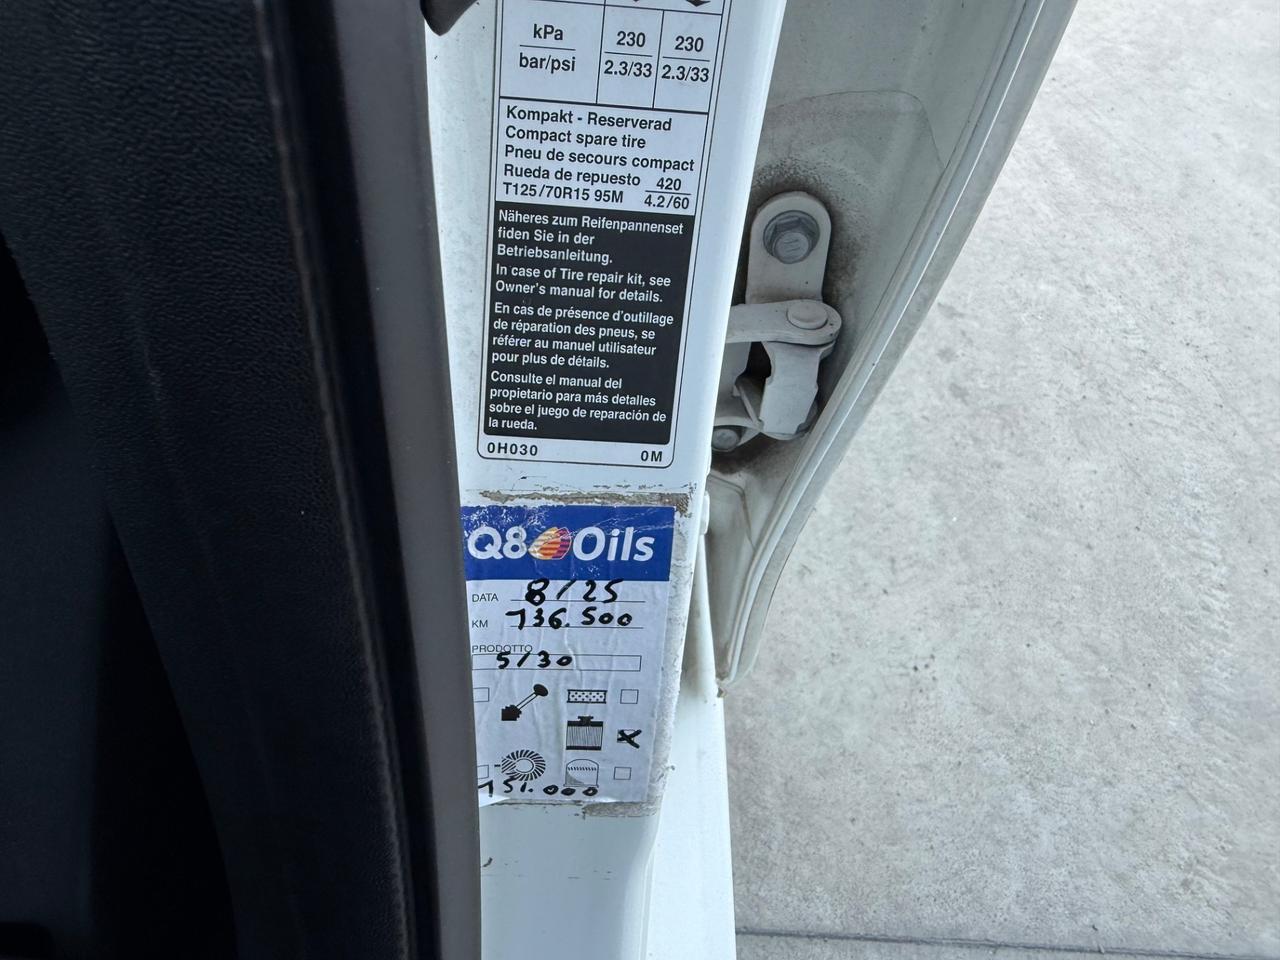 kPa 230 230
bar/psi 2.3/33 2.3/33
Kompakt - Reserverad
Compact spare tire
Pneu de secours compact
Rueda de repuesto 420
T125/70R15 95M 4.2/60
Näheres zum Reifenpannenset
fiden Sie in der
Betriebsanleitung.
In case of Tire repair kit, see
Owner's manual for details.
En cas de présence d'outillage
de réparation des pneus, se
référer au manuel utilisateur
pour plus de détails.
Consulte el manual del
propietario para más detalles
sobre el juego de reparación de
la rueda.
0H030 0M
Q8 Oils
DATA 8/25
KM 136.500
PRODOTTO
5/30
151.000